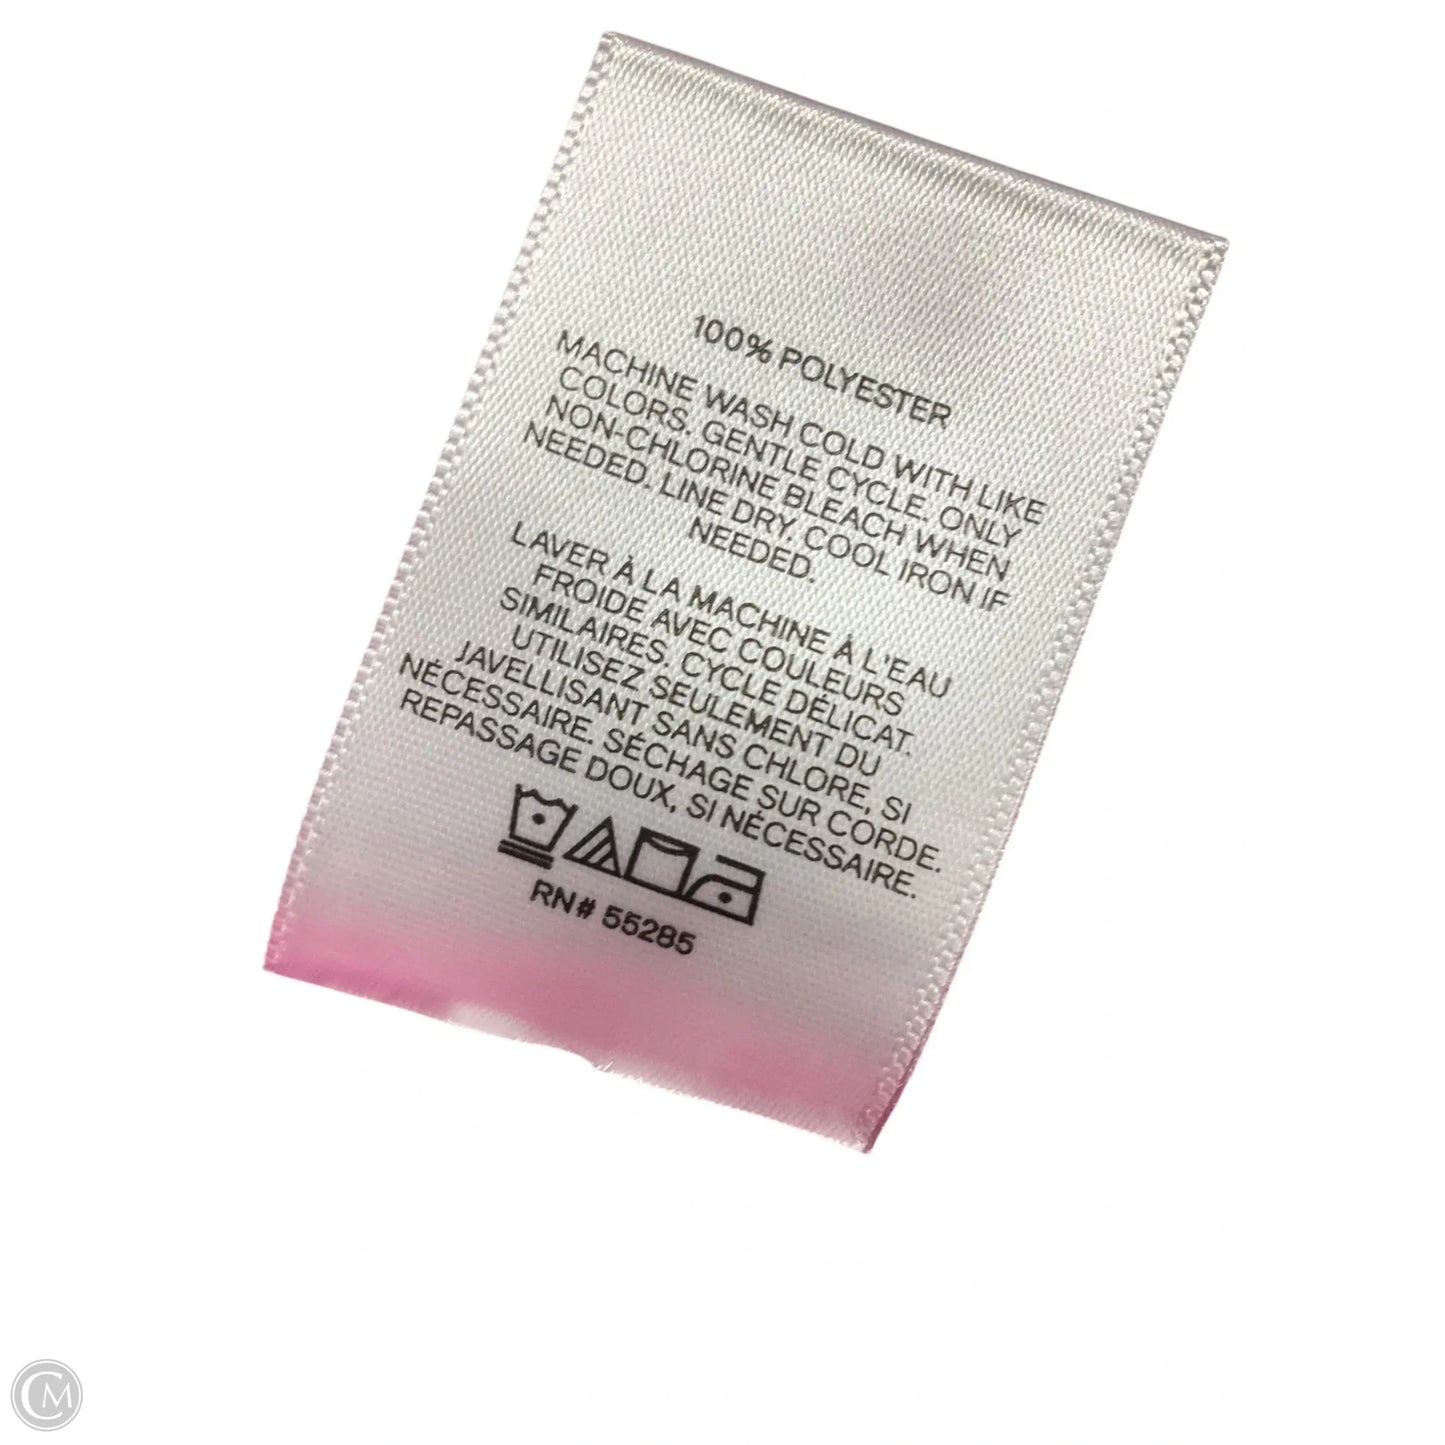 100% POLYESTER
MACHINE WASH COLD WITH LIKE
COLORS. GENTLE CYCLE. ONLY
NON-CHLORINE BLEACH WHEN
NEEDED. LINE DRY. COOL IRON IF
NEEDED.
LAVER À LA MACHINE À L'EAU
FROIDE AVEC COULEURS
SIMILAIRES. CYCLE DÉLICAT.
UTILISEZ SEULEMENT DU
JAVELLISANT SANS CHLORE, SI
NÉCESSAIRE. SÉCHAGE SUR CORDE.
REPASSAGE DOUX, SI NÉCESSAIRE.
RN# 55285
CM